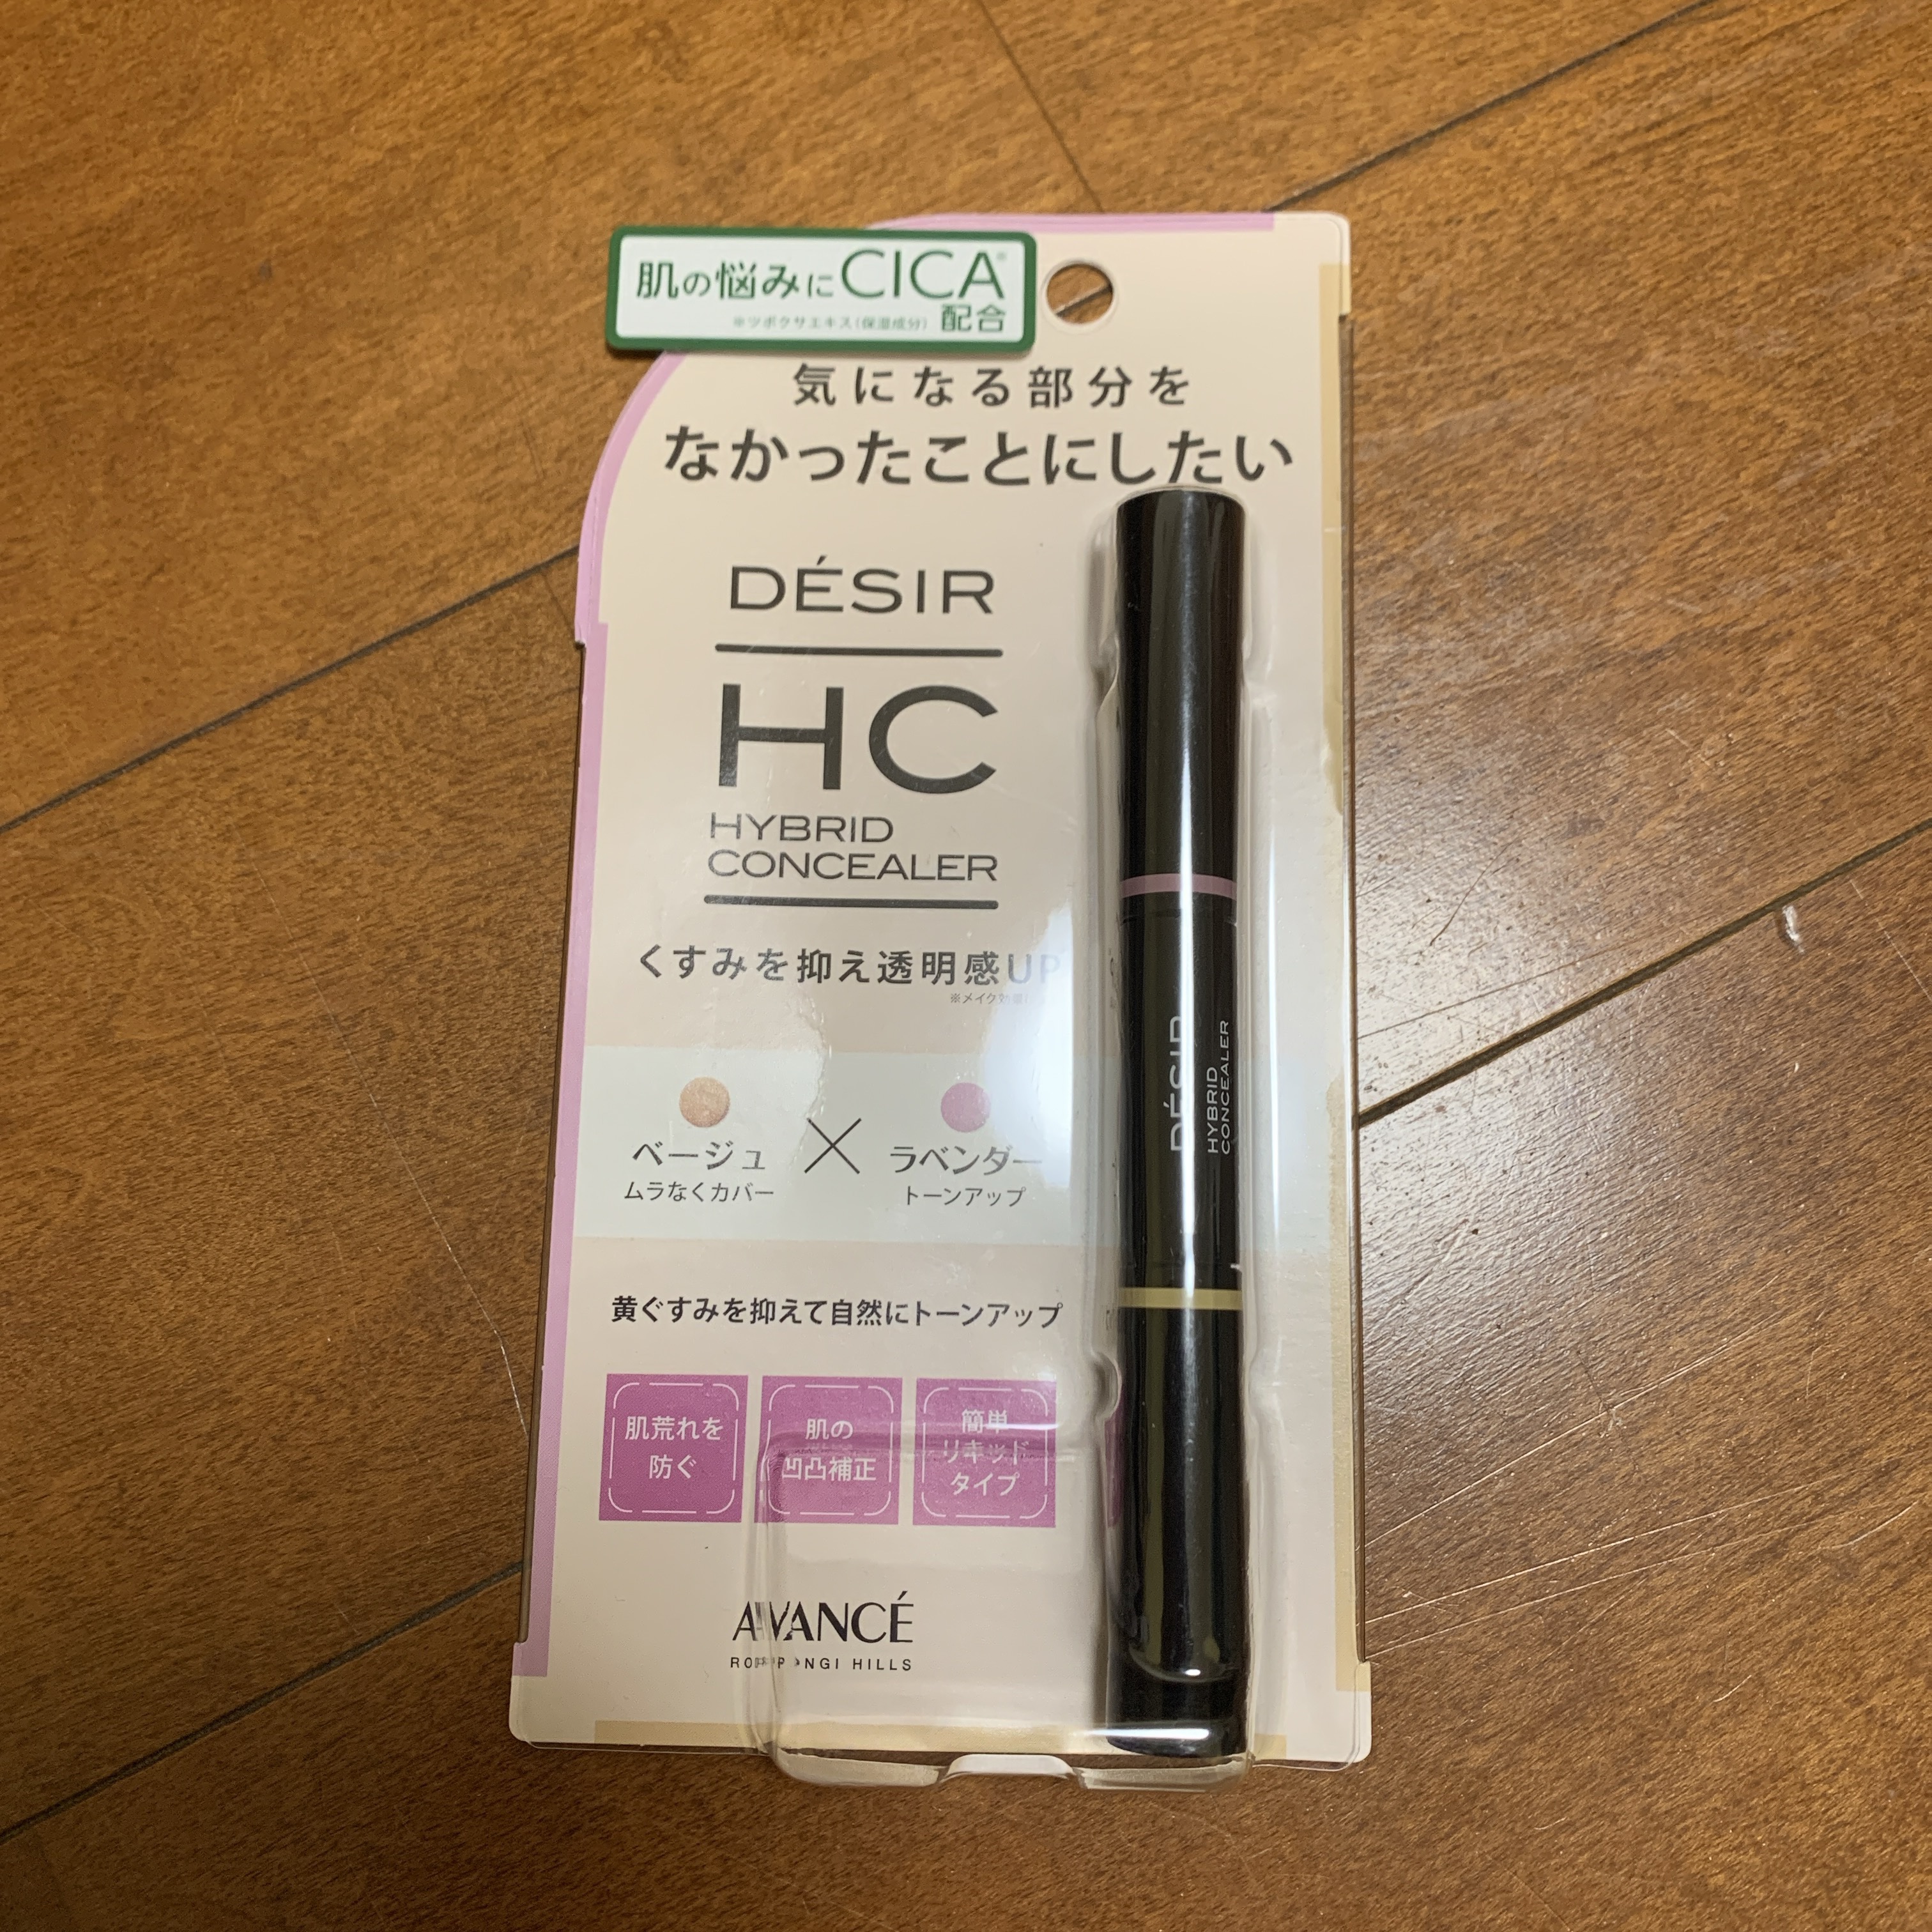 肌の悩みにCICA※
※ツボクサエキス(保湿成分) 配合
気になる部分を
なかったことにしたい
DÉSIR
HC
HYBRID
CONCEALER
くすみを抑え透明感UP
※メイク効果
ベージュ × ラベンダー
ムラなくカバー トーンアップ
黄ぐすみを抑えて自然にトーンアップ
肌荒れを
防ぐ
肌の
凹凸補正
簡単
リキッド
タイプ
AVANCÉ
ROPPONGI HILLS
DÉSIR
HYBRID
CONCEALER